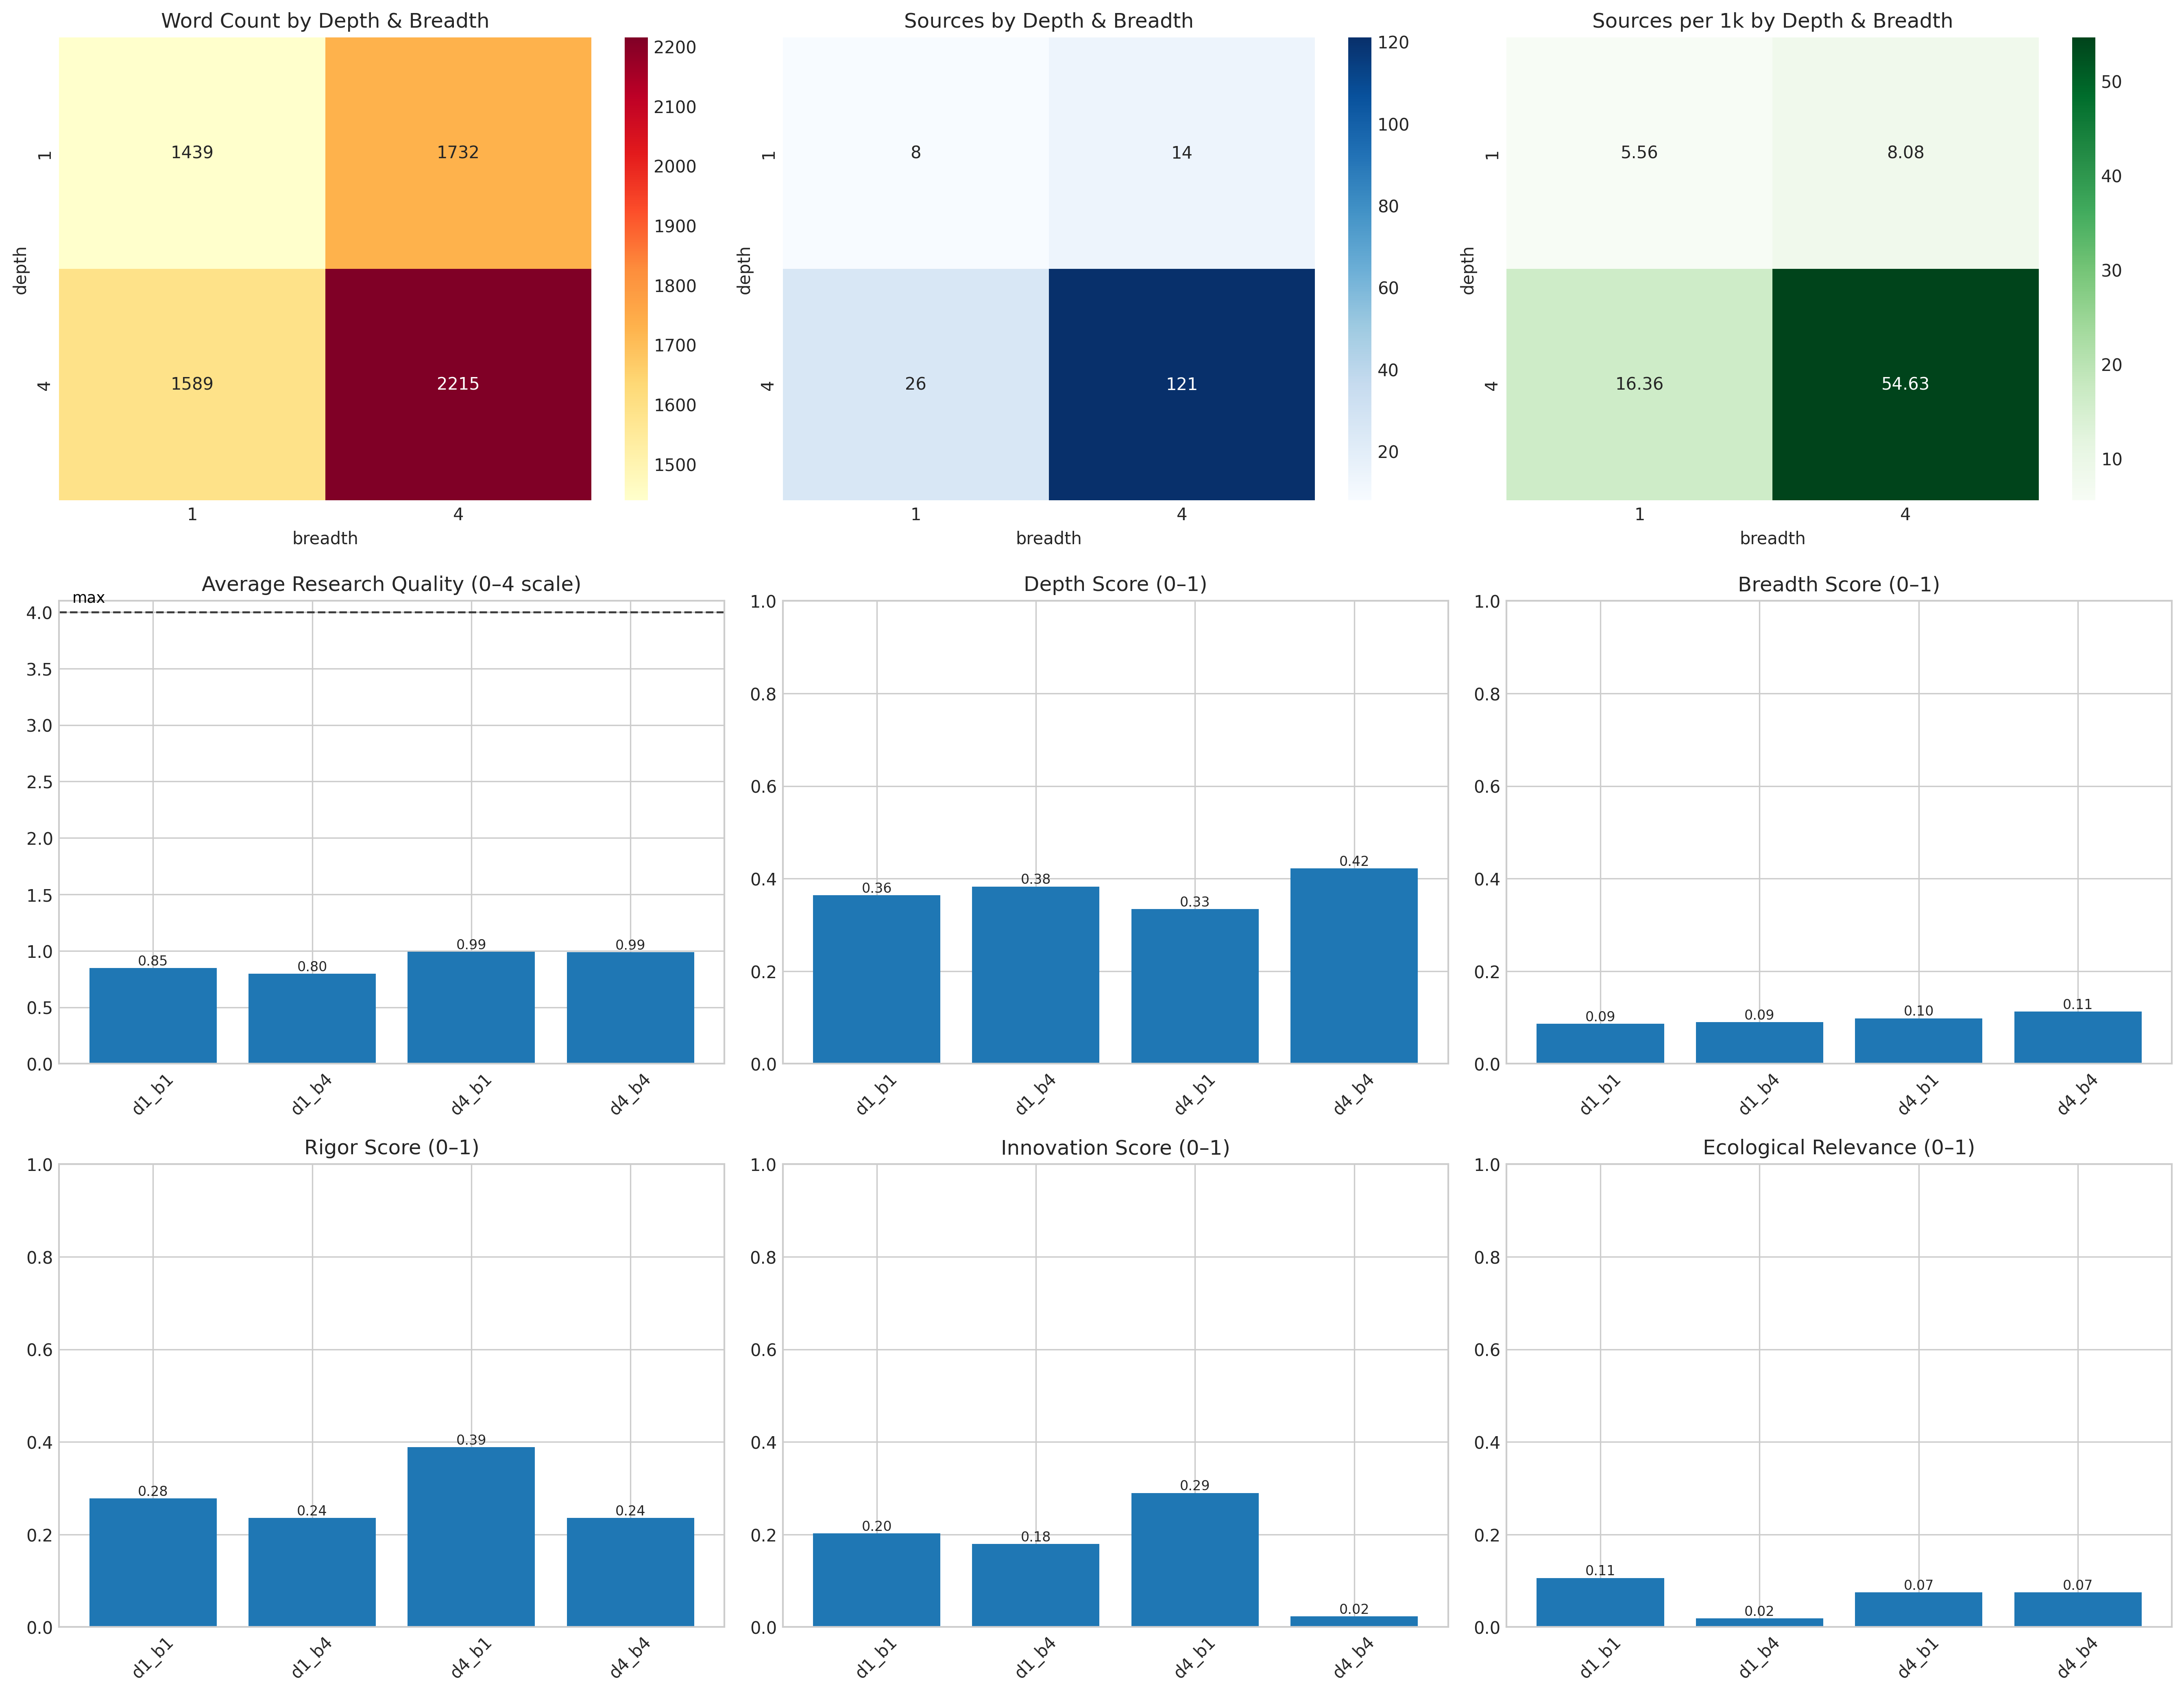 Word Count by Depth & Breadth
1439 1732
1589 2215
1
4
depth
1 4
breadth
2200
2100
2000
1900
1800
1700
1600
1500
Sources by Depth & Breadth
8 14
26 121
1
4
depth
1 4
breadth
120
100
80
60
40
20
Sources per 1k by Depth & Breadth
5.56 8.08
16.36 54.63
1
4
depth
1 4
breadth
50
40
30
20
10
Average Research Quality (0–4 scale)
max
4.0
3.5
3.0
2.5
2.0
1.5
1.0
0.5
0.0
0.85 0.80 0.99 0.99
d1_b1 d1_b4 d4_b1 d4_b4
Depth Score (0–1)
1.0
0.8
0.6
0.4
0.2
0.0
0.36 0.38 0.33 0.42
d1_b1 d1_b4 d4_b1 d4_b4
Breadth Score (0–1)
1.0
0.8
0.6
0.4
0.2
0.0
0.09 0.09 0.10 0.11
d1_b1 d1_b4 d4_b1 d4_b4
Rigor Score (0–1)
1.0
0.8
0.6
0.4
0.2
0.0
0.28 0.24 0.39 0.24
d1_b1 d1_b4 d4_b1 d4_b4
Innovation Score (0–1)
1.0
0.8
0.6
0.4
0.2
0.0
0.20 0.18 0.29 0.02
d1_b1 d1_b4 d4_b1 d4_b4
Ecological Relevance (0–1)
1.0
0.8
0.6
0.4
0.2
0.0
0.11 0.02 0.07 0.07
d1_b1 d1_b4 d4_b1 d4_b4